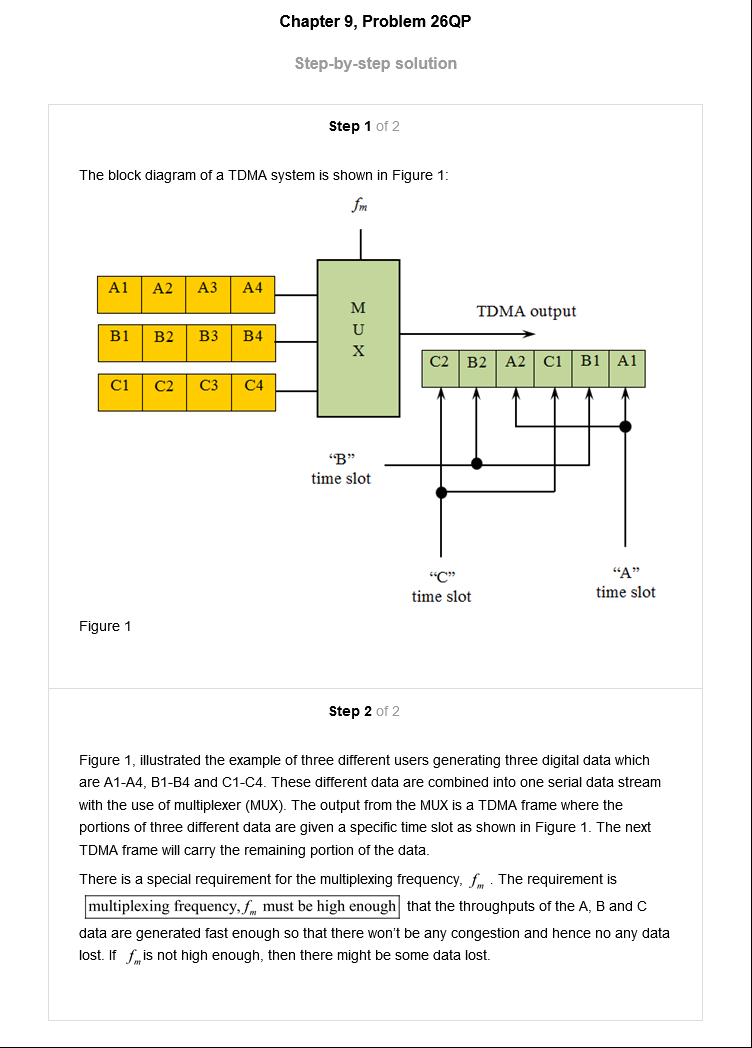 Chapter 9, Problem 26QP
Step-by-step solution
Step 1 of 2
The block diagram of a TDMA system is shown in Figure 1:
fm
A1 A2 A3 A4
B1 B2 B3 B4
C1 C2 C3 C4
M
U
X
TDMA output
C2 B2 A2 C1 B1 A1
“B”
time slot
“C”
time slot
“A”
time slot
Figure 1
Step 2 of 2
Figure 1, illustrated the example of three different users generating three digital data which
are A1-A4, B1-B4 and C1-C4. These different data are combined into one serial data stream
with the use of multiplexer (MUX). The output from the MUX is a TDMA frame where the
portions of three different data are given a specific time slot as shown in Figure 1. The next
TDMA frame will carry the remaining portion of the data.
There is a special requirement for the multiplexing frequency, fm . The requirement is
multiplexing frequency, fm must be high enough that the throughputs of the A, B and C
data are generated fast enough so that there won't be any congestion and hence no any data
lost. If fm is not high enough, then there might be some data lost.